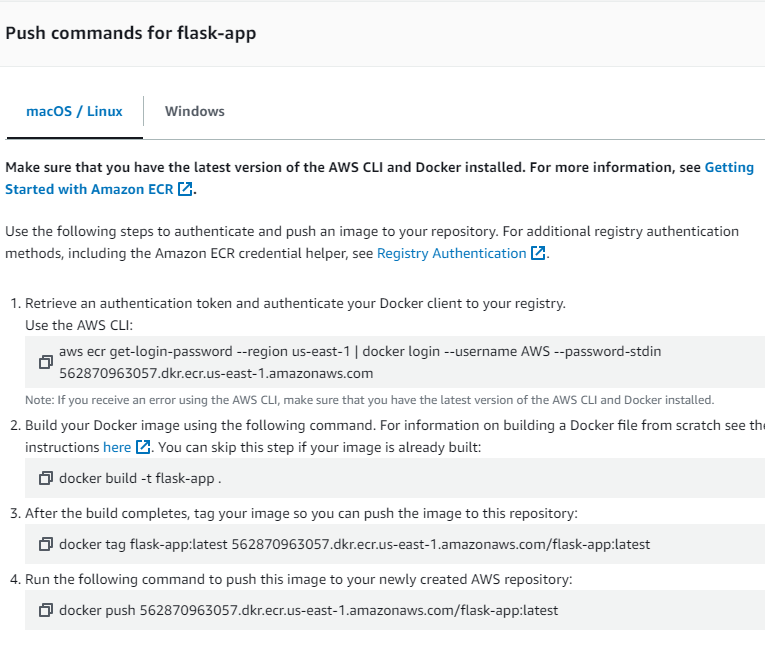 Push commands for flask-app
macOS / Linux
Windows
Make sure that you have the latest version of the AWS CLI and Docker installed. For more information, see Getting
Started with Amazon ECR.
Use the following steps to authenticate and push an image to your repository. For additional registry authentication
methods, including the Amazon ECR credential helper, see Registry Authentication.
1. Retrieve an authentication token and authenticate your Docker client to your registry.
Use the AWS CLI:
aws ecr get-login-password --region us-east-1 | docker login --username AWS --password-stdin
562870963057.dkr.ecr.us-east-1.amazonaws.com
Note: If you receive an error using the AWS CLI, make sure that you have the latest version of the AWS CLI and Docker installed.
2. Build your Docker image using the following command. For information on building a Docker file from scratch see the
instructions here. You can skip this step if your image is already built:
docker build -t flask-app .
3. After the build completes, tag your image so you can push the image to this repository:
docker tag flask-app:latest 562870963057.dkr.ecr.us-east-1.amazonaws.com/flask-app:latest
4. Run the following command to push this image to your newly created AWS repository:
docker push 562870963057.dkr.ecr.us-east-1.amazonaws.com/flask-app:latest